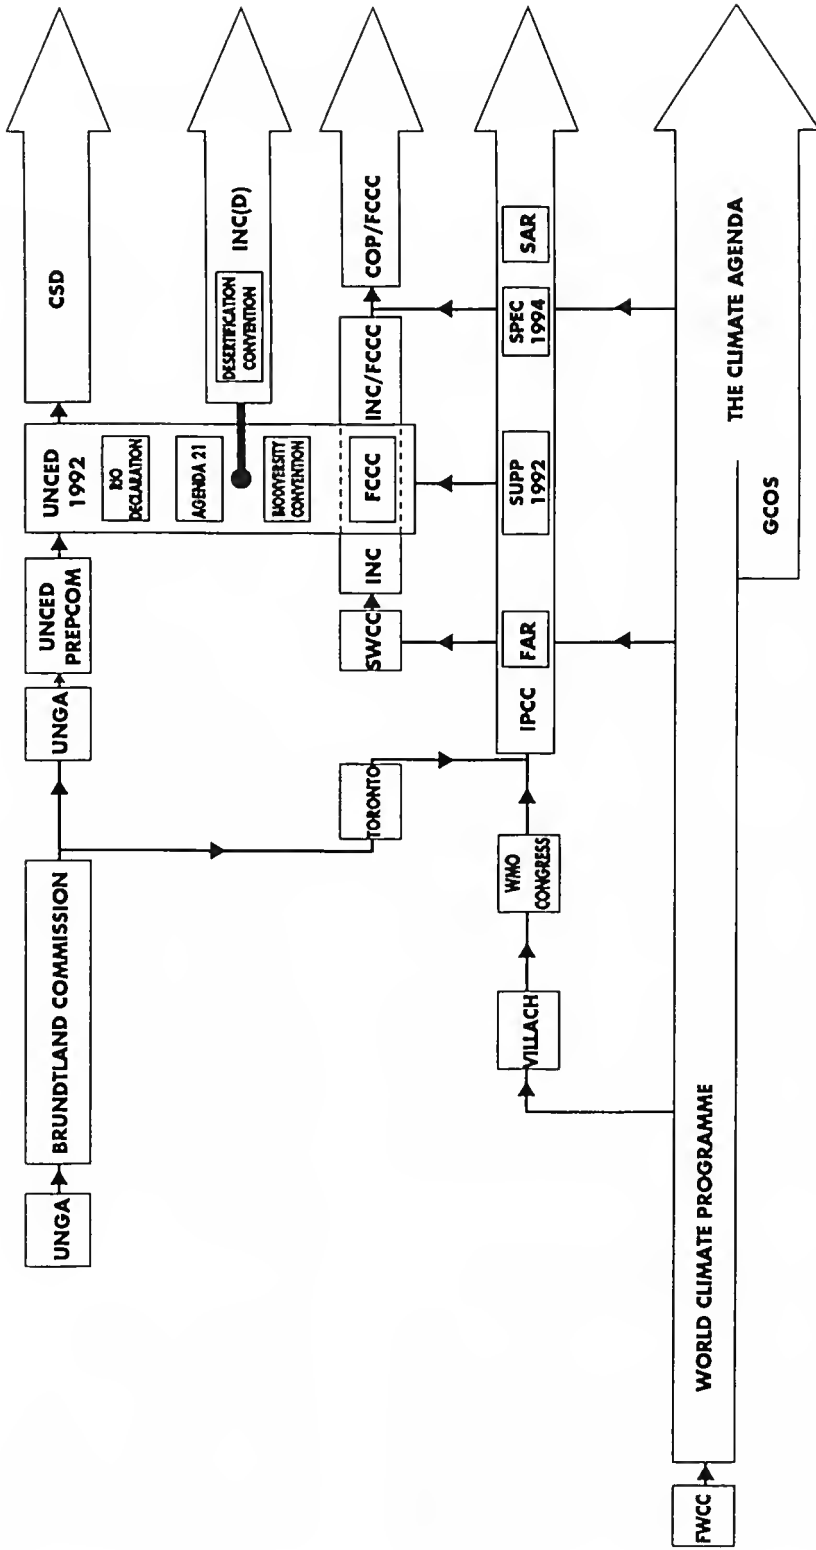 UNGA
BRUNDTLAND COMMISSION
UNGA
UNCED
PREPCOM
UNCED
1992
RIO
DECLARATION
AGENDA 21
BIODIVERSITY
CONVENTION
CSD
DESERTIFICATION
CONVENTION
INC(D)
TORONTO
SWCC
INC
FCCC
INC/FCCC
COP/FCCC
VILLACH
WMO
CONGRESS
IPCC
FAR
SUPP
1992
SPEC
1994
SAR
FWCC
WORLD CLIMATE PROGRAMME
THE CLIMATE AGENDA
GCOS